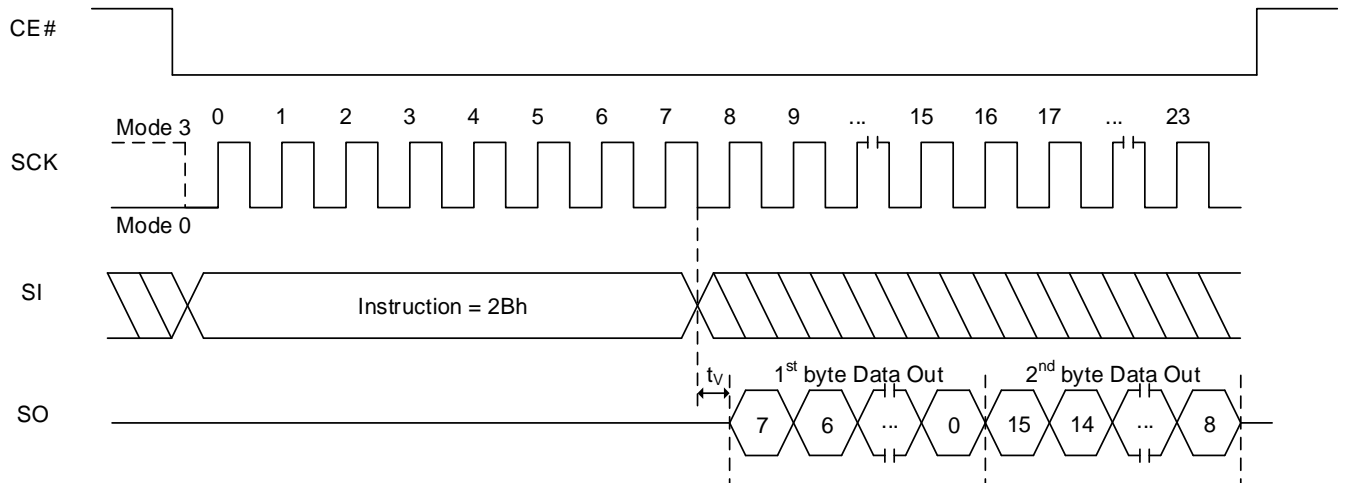 CE#
0 1 2 3 4 5 6 7 8 9 ... 15 16 17 ... 23
Mode 3
SCK
Mode 0
SI
Instruction = 2Bh
tV 1st byte Data Out 2nd byte Data Out
SO
7 6 ... 0 15 14 ... 8